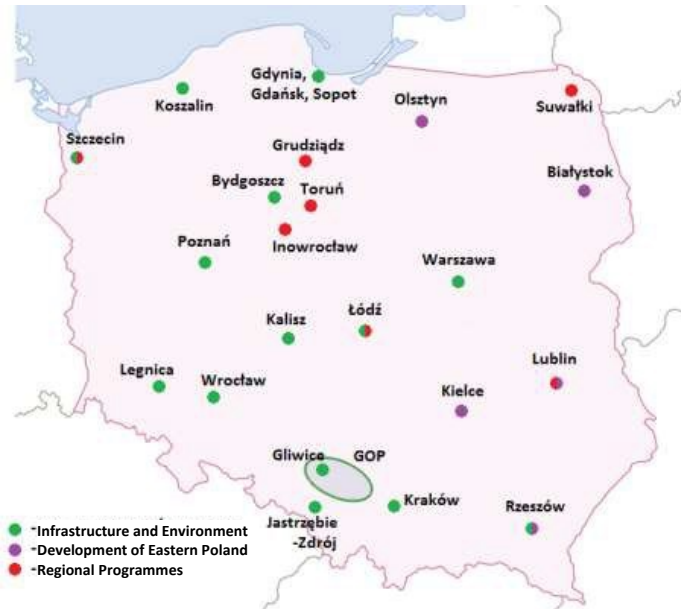 Gdynia,
Gdańsk, Sopot
Koszalin
Olsztyn
Suwałki
Szczecin
Grudziądz
Bydgoszcz
Toruń
Białystok
Inowrocław
Poznań
Warszawa
Kalisz
Łódź
Legnica
Wrocław
Lublin
Kielce
Gliwice
GOP
Kraków
Rzeszów
Jastrzębie
-Zdrój
-Infrastructure and Environment
-Development of Eastern Poland
-Regional Programmes